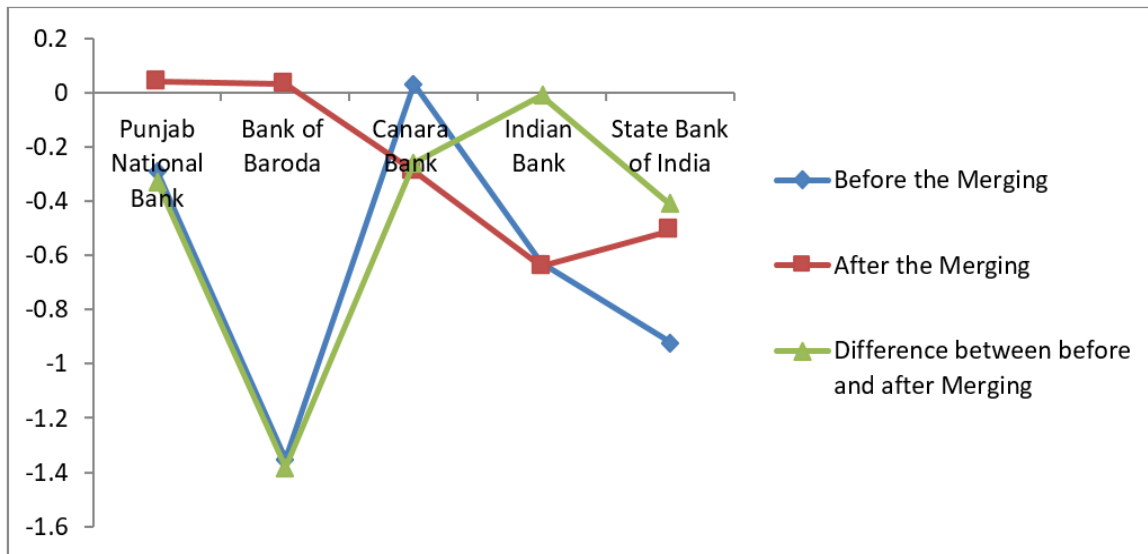 0.2
0
-0.2
-0.4
-0.6
-0.8
-1
-1.2
-1.4
-1.6
Punjab
National
Bank
Bank of
Baroda
Canara
Bank
Indian
Bank
State Bank
of India
Before the Merging
After the Merging
Difference between before
and after Merging